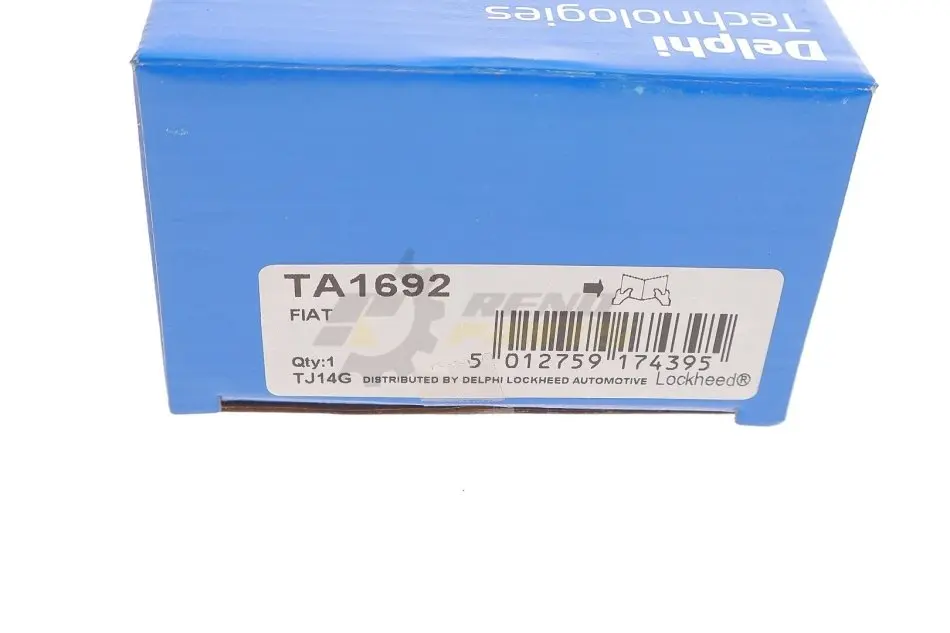 Delphi
Technologies
TA1692
FIAT
Qty:1
5 012759 174395
TJ14G DISTRIBUTED BY DELPHI LOCKHEED AUTOMOTIVE Lockheed®